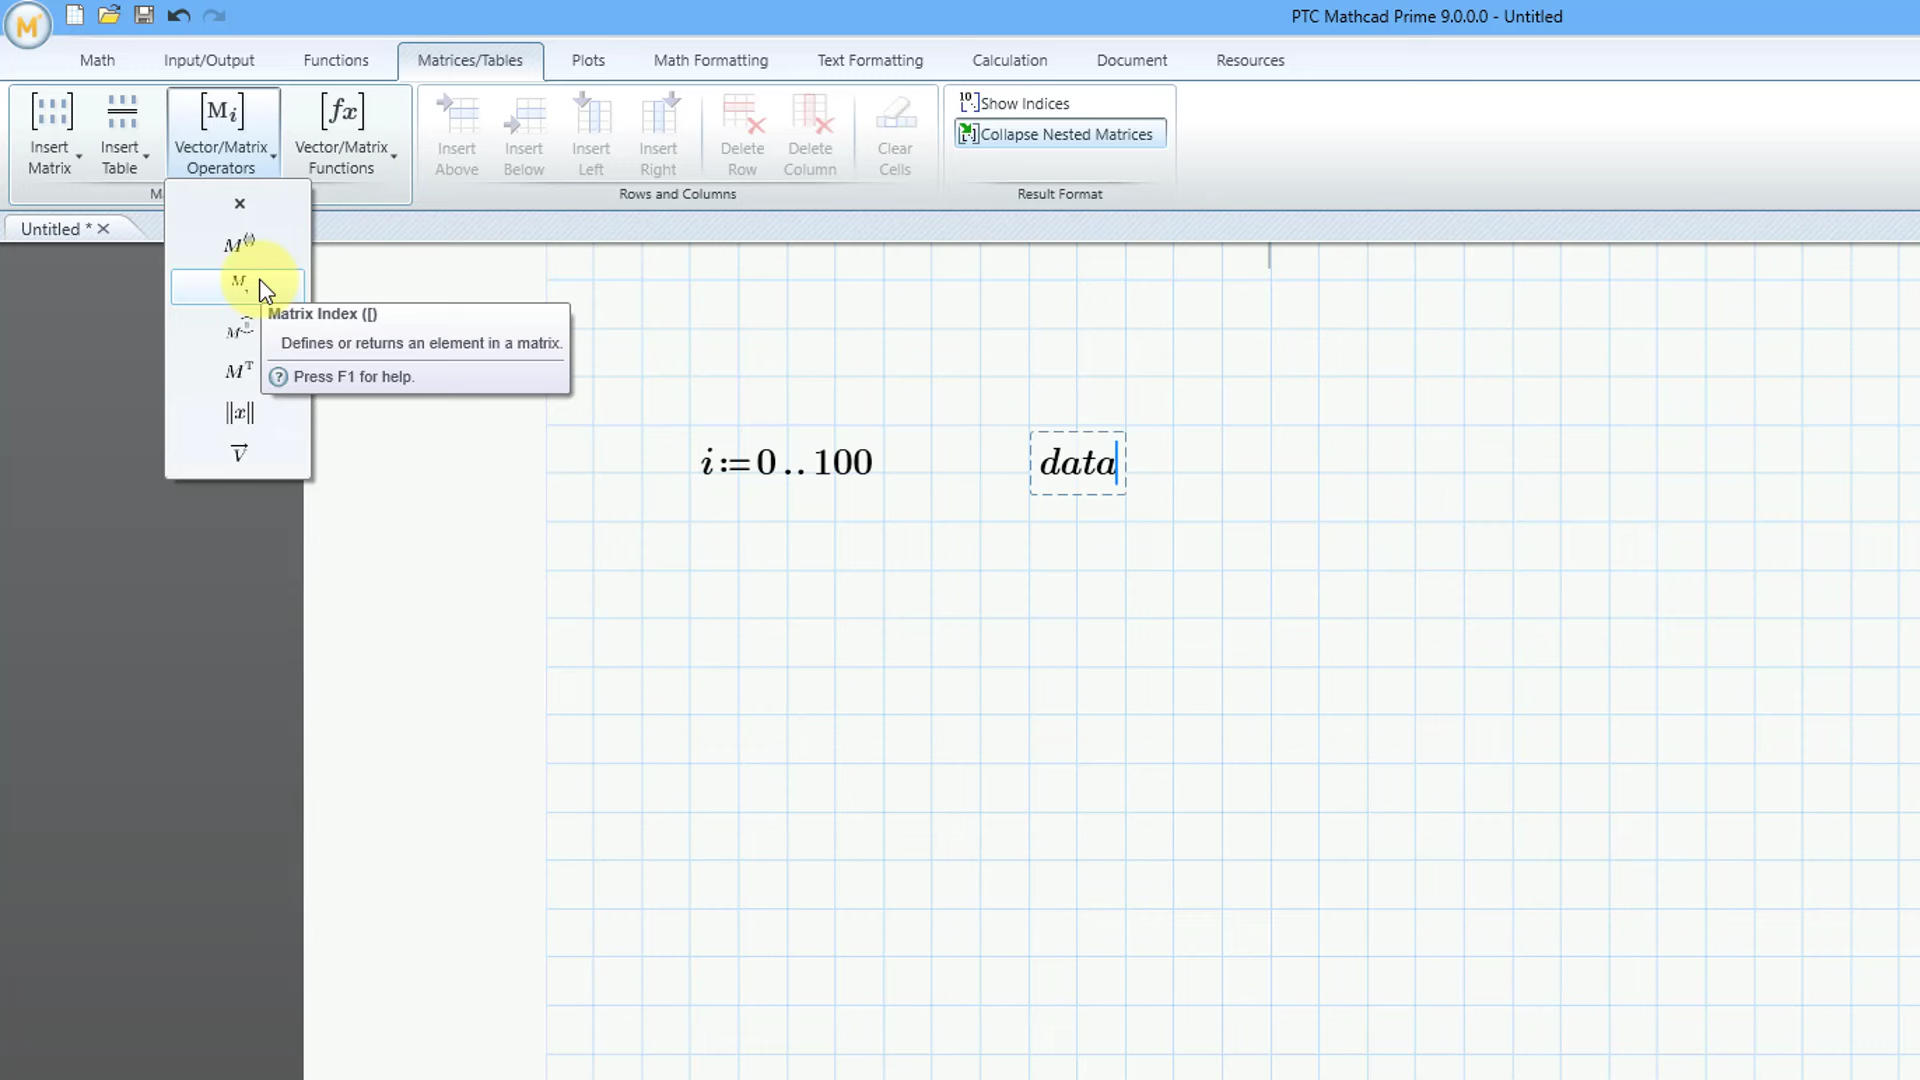 PTC Mathcad Prime 9.0.0.0 - Untitled
Math Input/Output Functions Matrices/Tables Plots Math Formatting Text Formatting Calculation Document Resources
Insert Matrix
Insert Table
[Mᵢ] Vector/Matrix Operators
[fx] Vector/Matrix Functions
Insert Above
Insert Below
Insert Left
Insert Right
Delete Row
Delete Column
Clear Cells
Show Indices
Collapse Nested Matrices
Rows and Columns
Result Format
Untitled *
×
M⟨⟩
M
Matrix Index ([)
Defines or returns an element in a matrix.
Press F1 for help.
M
Mᵀ
||x||
V
i:=0..100
data